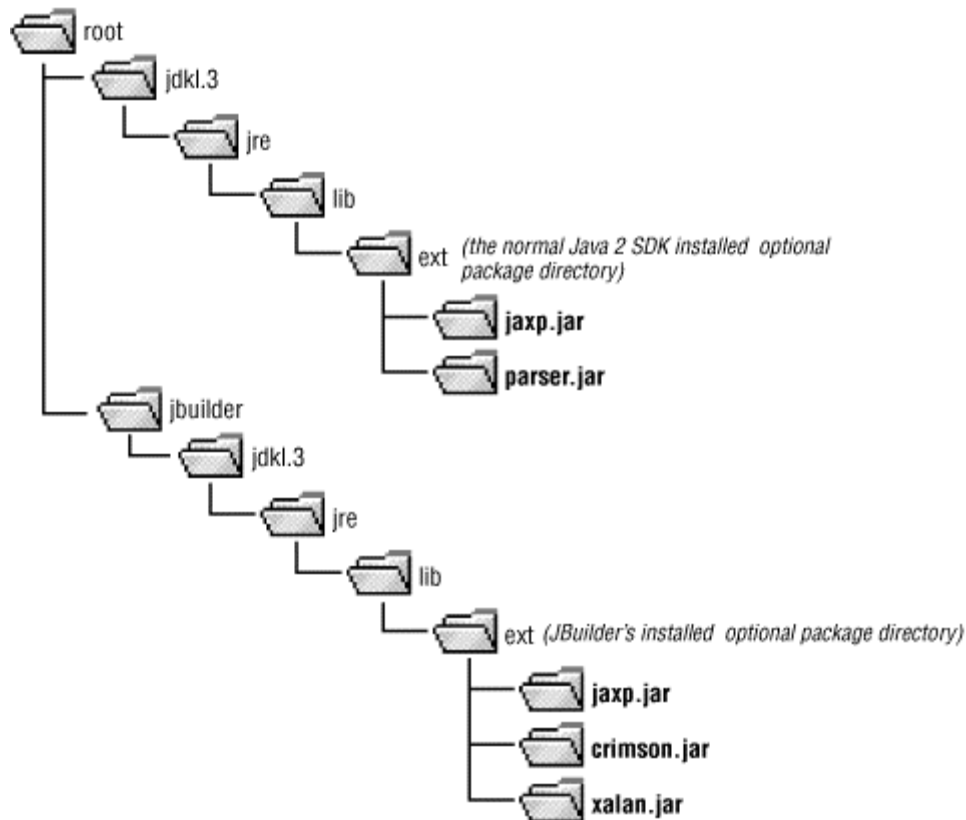 root
jdkl.3
jre
lib
ext (the normal Java 2 SDK installed optional
package directory)
jaxp.jar
parser.jar
jbuilder
jdkl.3
jre
lib
ext (JBuilder's installed optional package directory)
jaxp.jar
crimson.jar
xalan.jar